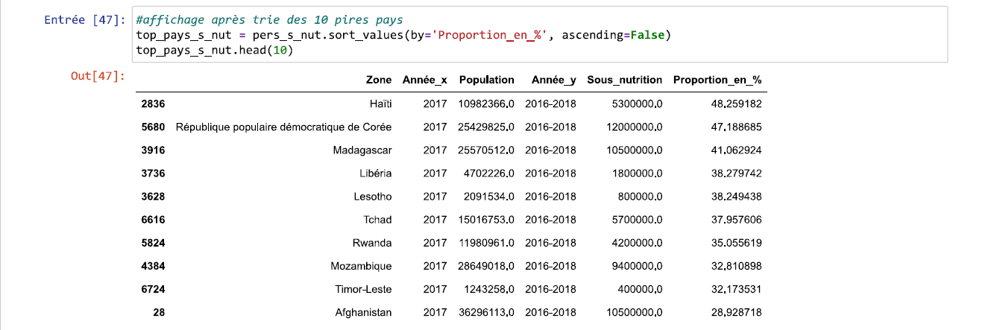 Entrée [47]: #affichage après trie des 10 pires pays
top_pays_s_nut = pers_s_nut.sort_values(by='Proportion_en_%', ascending=False)
top_pays_s_nut.head(10)
Out[47]:
Zone Année_x Population Année_y Sous_nutrition Proportion_en_%
2836 Haïti 2017 10982366.0 2016-2018 5300000.0 48.259182
5680 République populaire démocratique de Corée 2017 25429825.0 2016-2018 12000000.0 47.188685
3916 Madagascar 2017 25570512.0 2016-2018 10500000.0 41.062924
3736 Libéria 2017 4702226.0 2016-2018 1800000.0 38.279742
3628 Lesotho 2017 2091534.0 2016-2018 800000.0 38.249438
6616 Tchad 2017 15016753.0 2016-2018 5700000.0 37.957606
5824 Rwanda 2017 11980961.0 2016-2018 4200000.0 35.055619
4384 Mozambique 2017 28649018.0 2016-2018 9400000.0 32.810898
6724 Timor-Leste 2017 1243258.0 2016-2018 400000.0 32.173531
28 Afghanistan 2017 36296113.0 2016-2018 10500000.0 28.928718